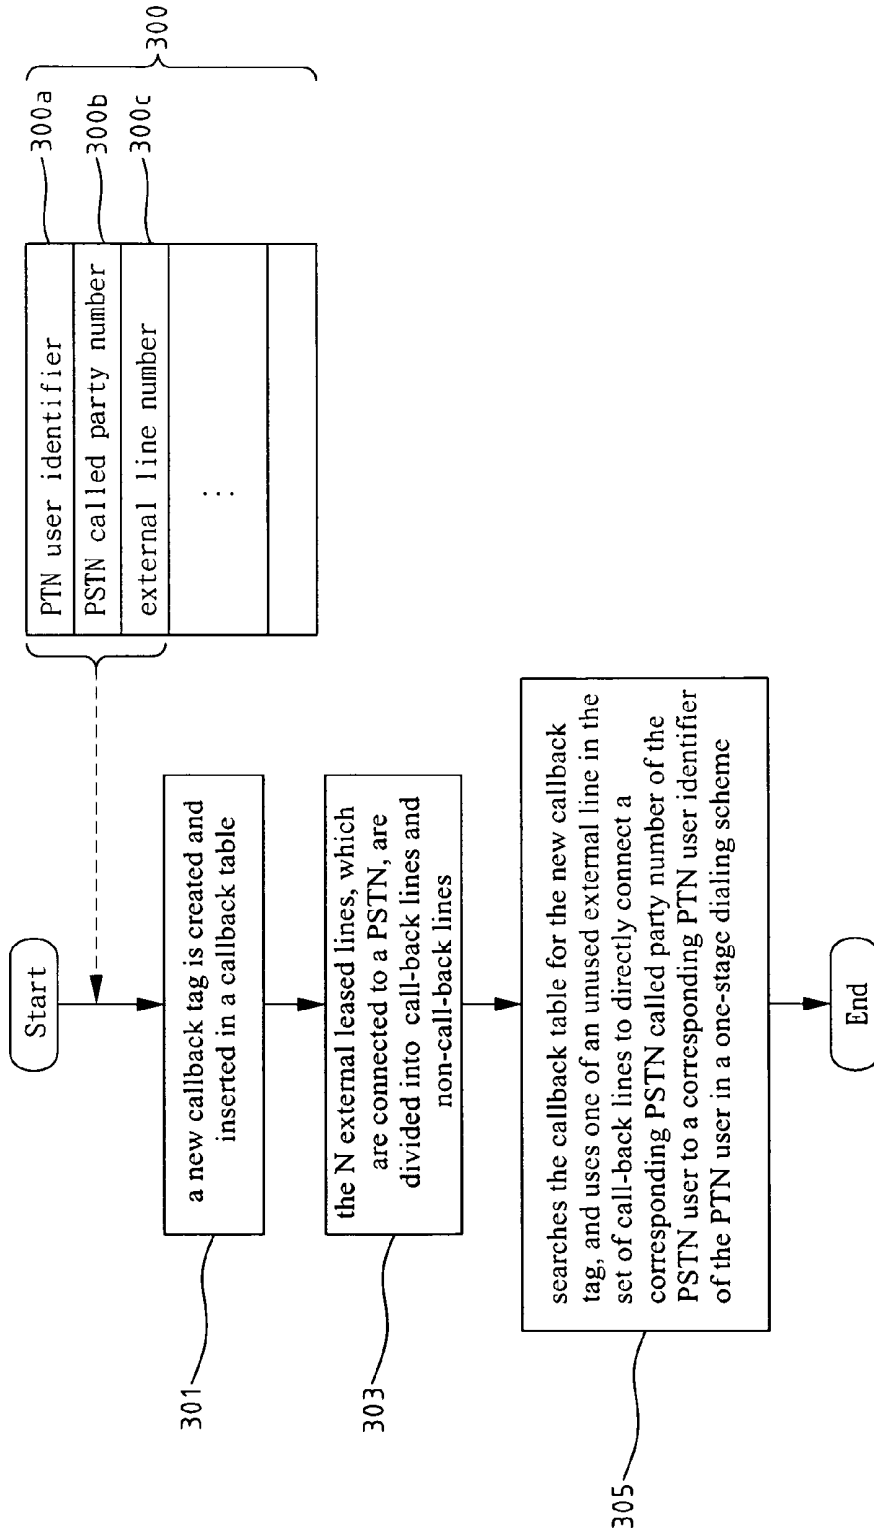 Start
PTN user identifier
PSTN called party number
external line number
...
300a
300b
300c
300
a new callback tag is created and
inserted in a callback table
301
the N external leased lines, which
are connected to a PSTN, are
divided into call-back lines and
non-call-back lines
303
searches the callback table for the new callback
tag, and uses one of an unused external line in the
set of call-back lines to directly connect a
corresponding PSTN called party number of the
PSTN user to a corresponding PTN user identifier
of the PTN user in a one-stage dialing scheme
305
End